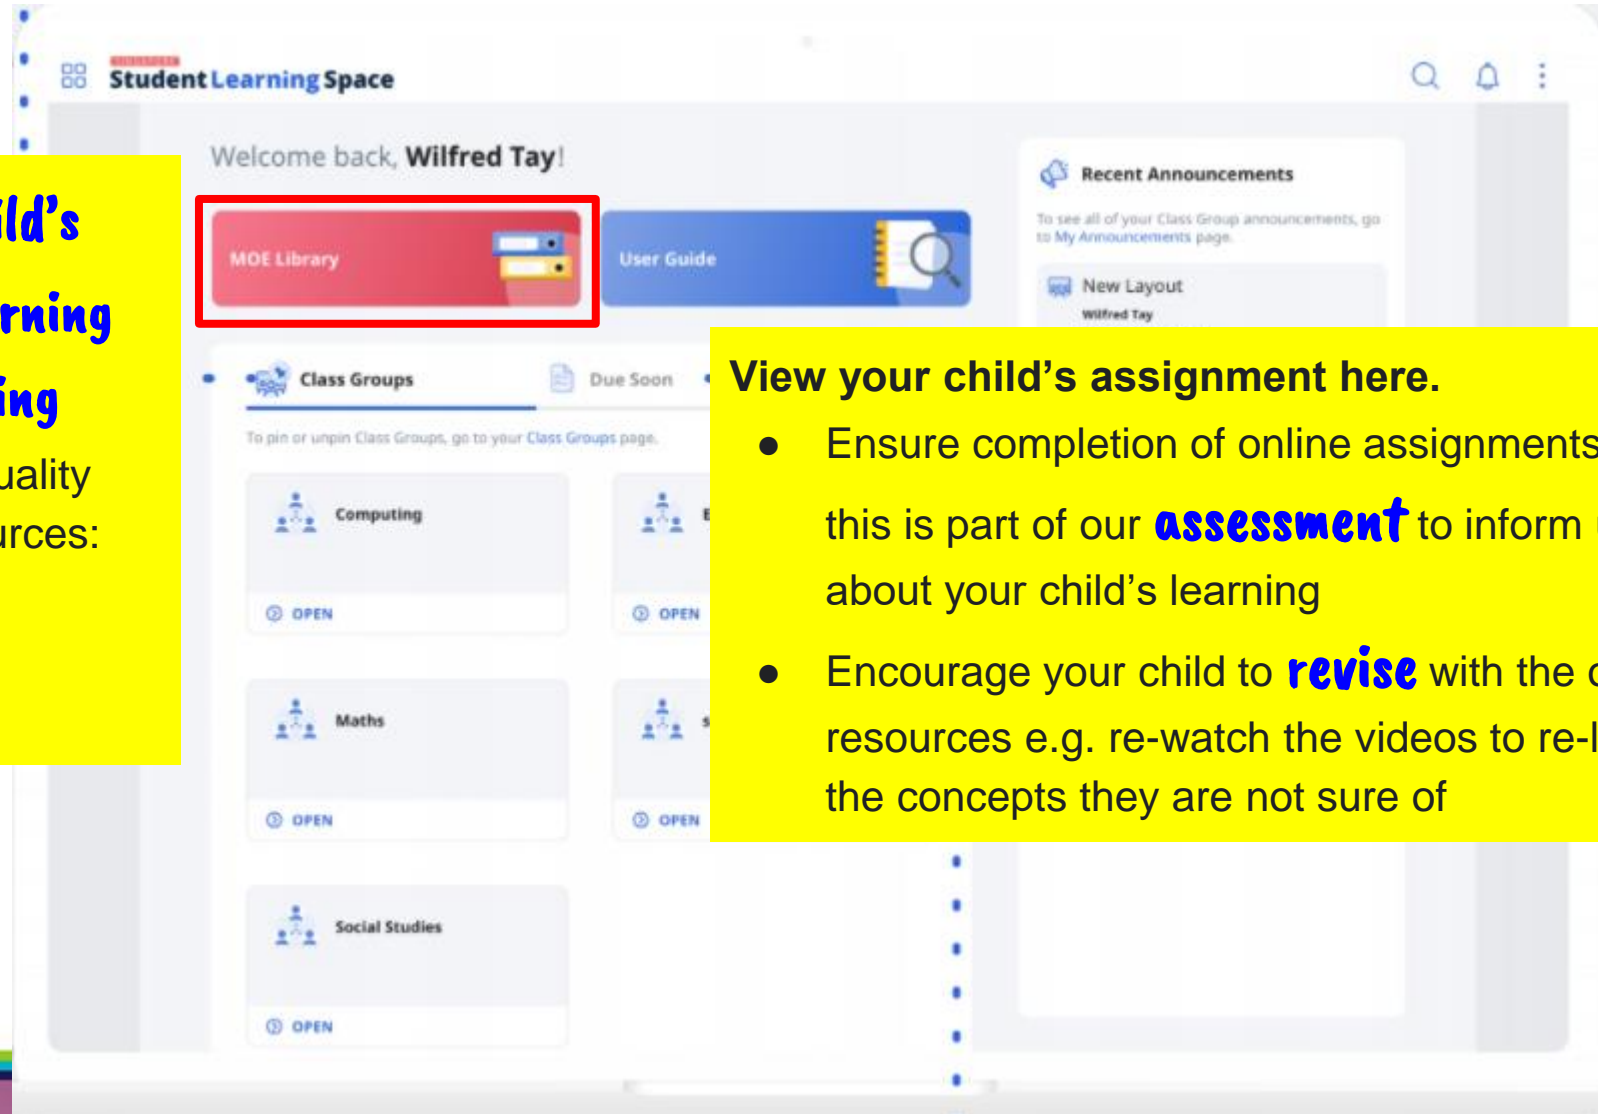 SINGAPORE
Student Learning Space
Welcome back, Wilfred Tay!
MOE Library
User Guide
Recent Announcements
To see all of your Class Group announcements, go
to My Announcements page.
New Layout
Wilfred Tay
ild's
rning
ing
uality
urces:
Class Groups
Due Soon
To pin or unpin Class Groups, go to your Class Groups page.
Computing
OPEN
OPEN
Maths
OPEN
OPEN
Social Studies
OPEN
View your child's assignment here.
● Ensure completion of online assignments
this is part of our assessment to inform
about your child's learning
● Encourage your child to revise with the
resources e.g. re-watch the videos to re-l
the concepts they are not sure of